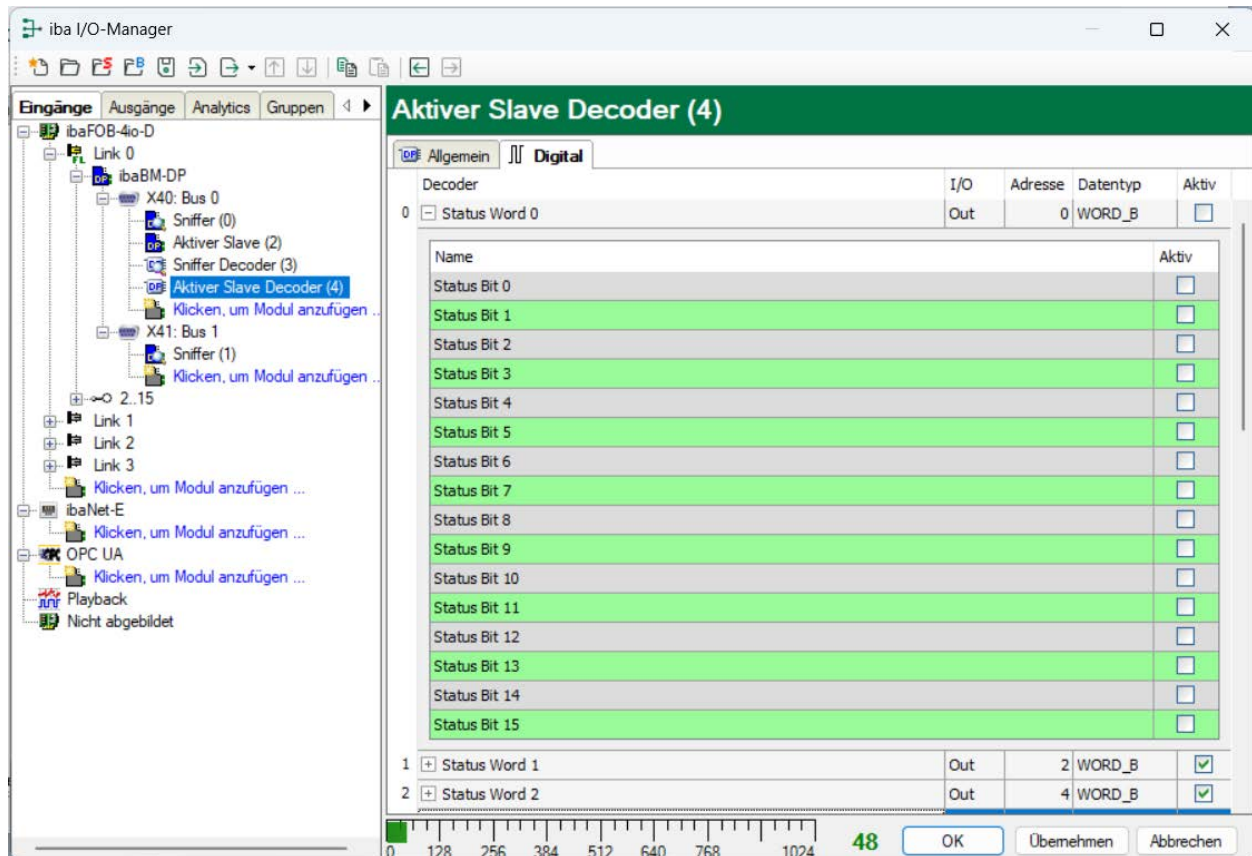 iba I/O-Manager
Eingänge Ausgänge Analytics Gruppen
ibaFOB-4io-D
Link 0
ibaBM-DP
X40: Bus 0
Sniffer (0)
Aktiver Slave (2)
Sniffer Decoder (3)
Aktiver Slave Decoder (4)
Klicken, um Modul anzufügen ..
X41: Bus 1
Sniffer (1)
Klicken, um Modul anzufügen ..
2..15
Link 1
Link 2
Link 3
Klicken, um Modul anzufügen ...
ibaNet-E
Klicken, um Modul anzufügen ...
OPC UA
Klicken, um Modul anzufügen ...
Playback
Nicht abgebildet
Aktiver Slave Decoder (4)
Allgemein Digital
Decoder I/O Adresse Datentyp Aktiv
0 Status Word 0 Out 0 WORD_B
Name Aktiv
Status Bit 0
Status Bit 1
Status Bit 2
Status Bit 3
Status Bit 4
Status Bit 5
Status Bit 6
Status Bit 7
Status Bit 8
Status Bit 9
Status Bit 10
Status Bit 11
Status Bit 12
Status Bit 13
Status Bit 14
Status Bit 15
1 Status Word 1 Out 2 WORD_B
2 Status Word 2 Out 4 WORD_B
0 128 256 384 512 640 768 1024 48 OK Übernehmen Abbrechen